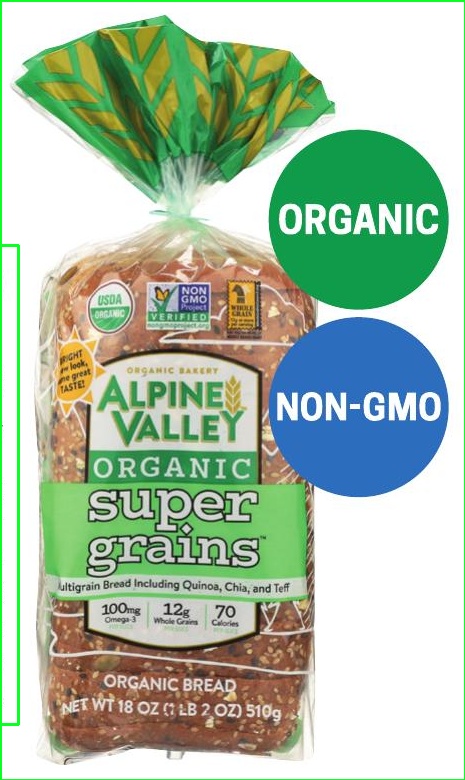 ORGANIC
NON-GMO
USDA
ORGANIC
NON
GMO
Project
VERIFIED
nongmoproject.org
WHOLE
GRAIN
BRIGHT
new look,
same great
TASTE!
ORGANIC BAKERY
ALPINE
VALLEY
ORGANIC
super
grains™
ultigrain Bread Including Quinoa, Chia, and Teff
100mg 12g 70
Omega-3 Whole Grains Calories
ORGANIC BREAD
NET WT 18 OZ (1 LB 2 OZ) 510g